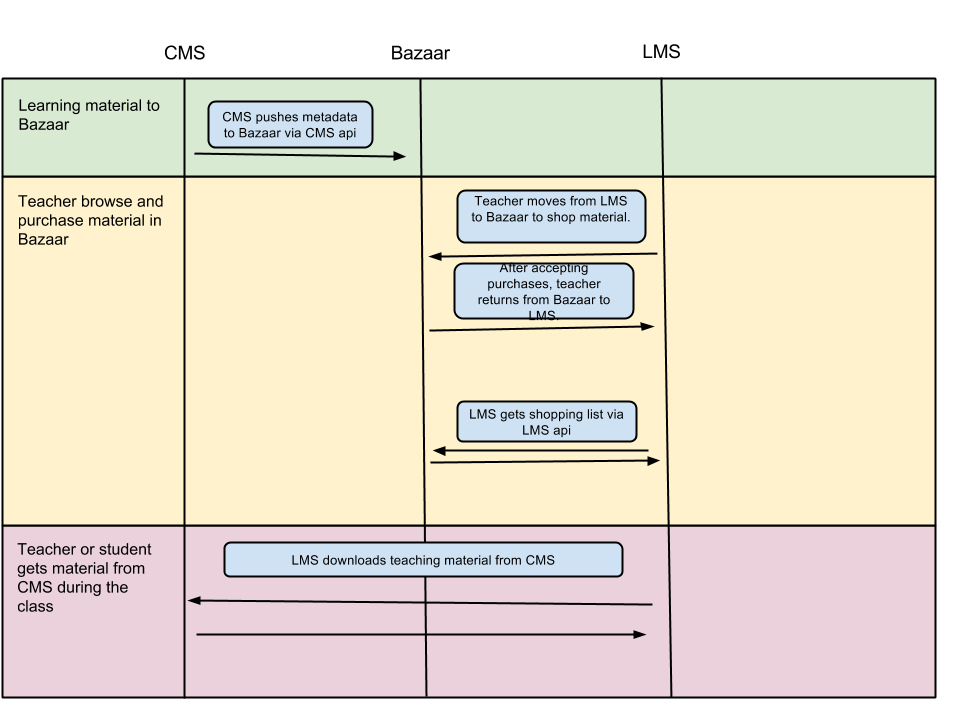 CMS
Bazaar
LMS
Learning material to
Bazaar
CMS pushes metadata
to Bazaar via CMS api
Teacher browse and
purchase material in
Bazaar
Teacher moves from LMS
to Bazaar to shop material.
After accepting
purchases, teacher
returns from Bazaar to
LMS.
LMS gets shopping list via
LMS api
Teacher or student
gets material from
CMS during the
class
LMS downloads teaching material from CMS